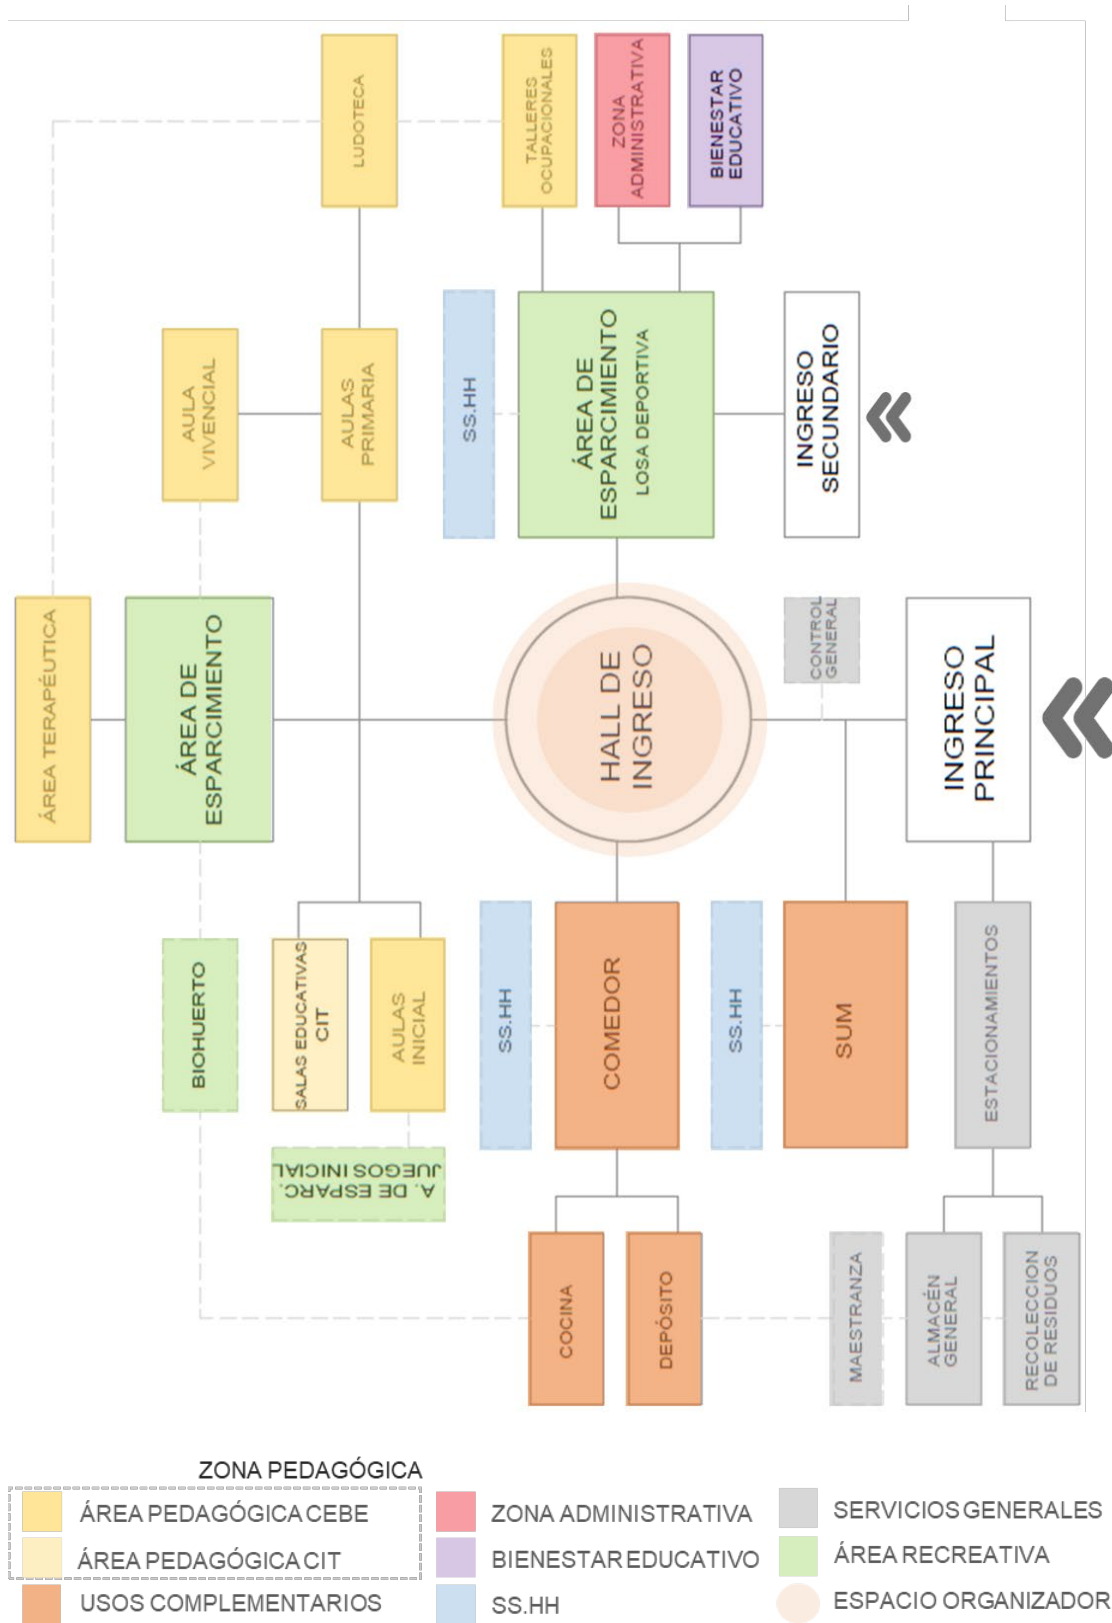 LUDOTECA
TALLERES
OCUPACIONALES
ZONA
ADMINISTRATIVA
BIENESTAR
EDUCATIVO
AULA
VIVENCIAL
AULAS
PRIMARIA
SS.HH
ÁREA DE
ESPARCIMIENTO
LOSA DEPORTIVA
INGRESO
SECUNDARIO
ÁREA TERAPÉUTICA
ÁREA DE
ESPARCIMIENTO
HALL DE
INGRESO
CONTROL
GENERAL
INGRESO
PRINCIPAL
BIOHUERTO
SALAS EDUCATIVAS
CIT
AULAS
INICIAL
A. DE ESPARC.
JUEGOS INICIAL
SS.HH
COMEDOR
SS.HH
SUM
ESTACIONAMIENTOS
COCINA
DEPÓSITO
MAESTRANZA
ALMACÉN
GENERAL
RECOLECCION
DE RESIDUOS
ZONA PEDAGÓGICA
ÁREA PEDAGÓGICA CEBE
ÁREA PEDAGÓGICA CIT
USOS COMPLEMENTARIOS
ZONA ADMINISTRATIVA
BIENESTAR EDUCATIVO
SS.HH
SERVICIOS GENERALES
ÁREA RECREATIVA
ESPACIO ORGANIZADOR